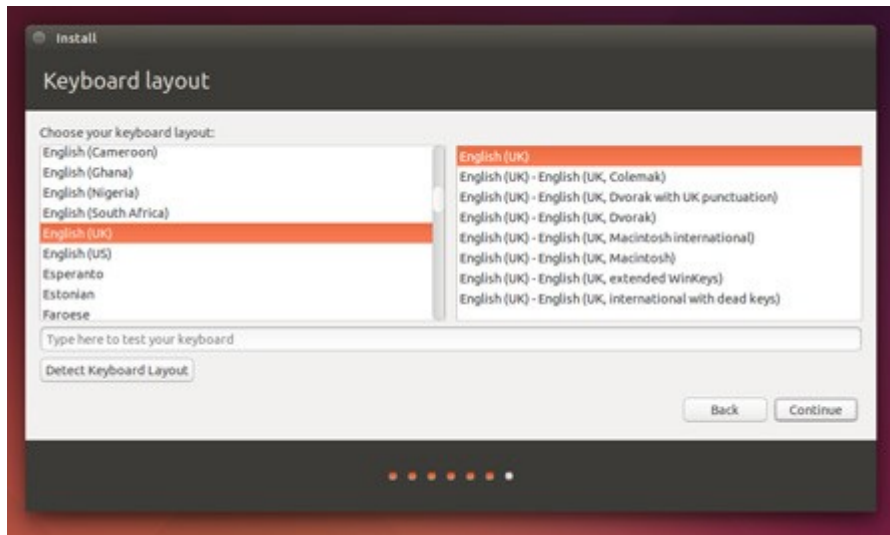 Install
Keyboard layout
Choose your keyboard layout:
English (Cameroon)
English (Ghana)
English (Nigeria)
English (South Africa)
English (UK)
English (US)
Esperanto
Estonian
Faroese
English (UK)
English (UK) - English (UK, Colemak)
English (UK) - English (UK, Dvorak with UK punctuation)
English (UK) - English (UK, Dvorak)
English (UK) - English (UK, Macintosh international)
English (UK) - English (UK, Macintosh)
English (UK) - English (UK, extended WinKeys)
English (UK) - English (UK, international with dead keys)
Type here to test your keyboard
Detect Keyboard Layout
Back
Continue